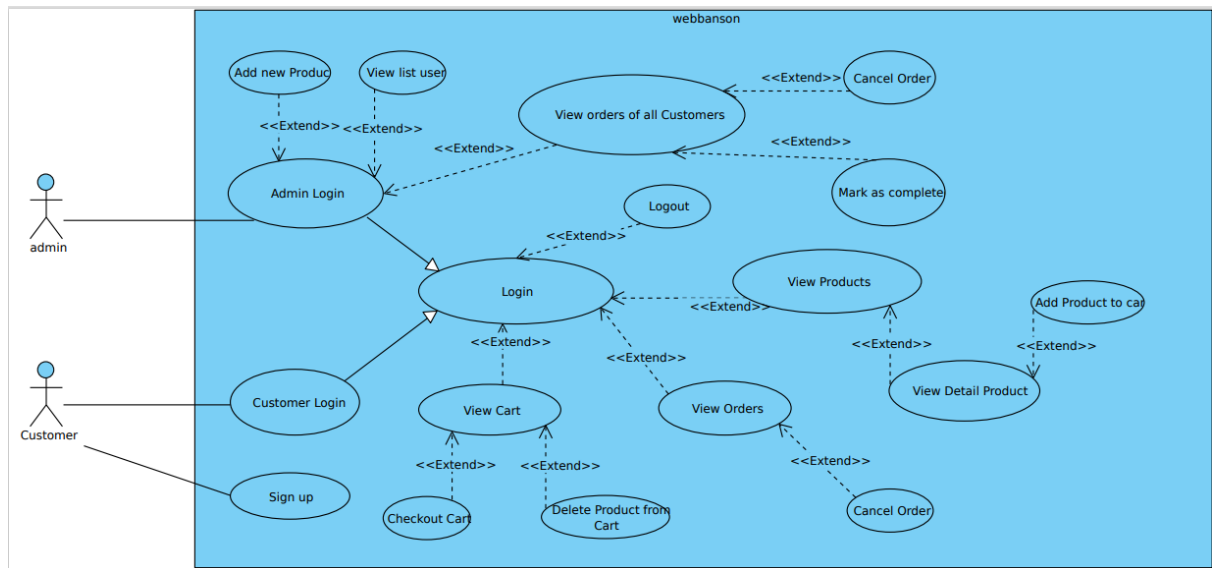 webbanson
Add new Produc
View list user
<<Extend>>
Cancel Order
View orders of all Customers
<<Extend>>
<<Extend>>
<<Extend>>
<<Extend>>
Admin Login
Mark as complete
Logout
admin
<<Extend>>
Login
View Products
<<Extend>>
Add Product to car
<<Extend>>
<<Extend>>
<<Extend>>
<<Extend>>
Customer Login
View Cart
View Orders
View Detail Product
Customer
<<Extend>>
<<Extend>>
<<Extend>>
Sign up
Checkout Cart
Delete Product from
Cart
Cancel Order